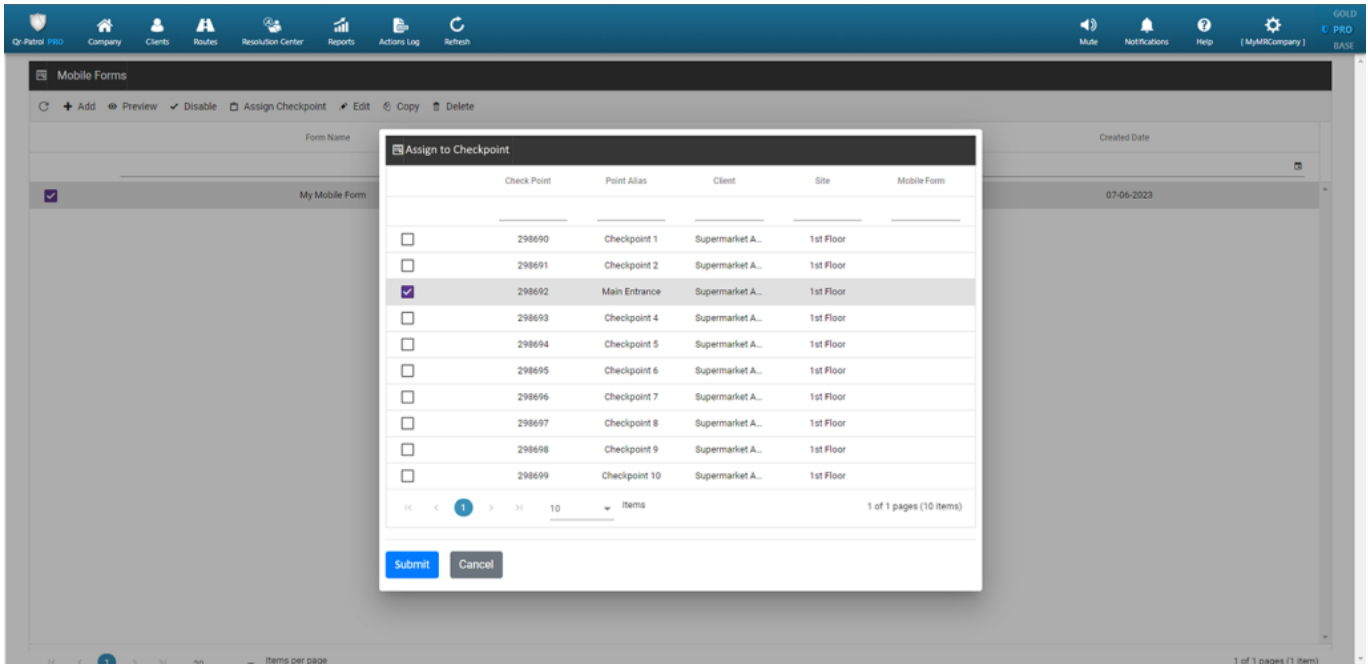 GOLD
Qr-Patrol PRO Company Clients Routes Resolution Center Reports Actions Log Refresh Mute Notifications Help [ MyMRCompany ] PRO
BASE
Mobile Forms
Add Preview Disable Assign Checkpoint Edit Copy Delete
Form Name Created Date
My Mobile Form 07-06-2023
Assign to Checkpoint
Check Point Point Alias Client Site Mobile Form
298690 Checkpoint 1 Supermarket A... 1st Floor
298691 Checkpoint 2 Supermarket A... 1st Floor
298692 Main Entrance Supermarket A... 1st Floor
298693 Checkpoint 4 Supermarket A... 1st Floor
298694 Checkpoint 5 Supermarket A... 1st Floor
298695 Checkpoint 6 Supermarket A... 1st Floor
298696 Checkpoint 7 Supermarket A... 1st Floor
298697 Checkpoint 8 Supermarket A... 1st Floor
298698 Checkpoint 9 Supermarket A... 1st Floor
298699 Checkpoint 10 Supermarket A... 1st Floor
1 10 Items 1 of 1 pages (10 items)
Submit Cancel
1 20 Items per page 1 of 1 pages (1 item)